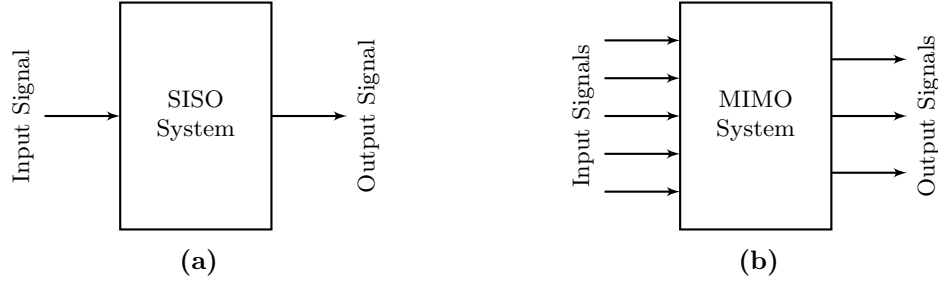 Input Signal
SISO
System
Output Signal
(a)
Input Signals
MIMO
System
Output Signals
(b)